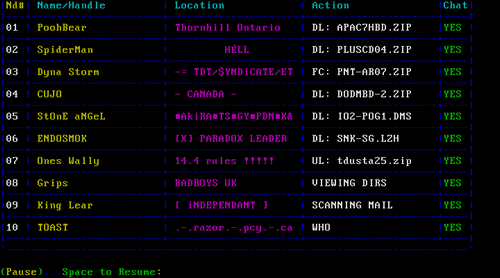 Nd# Name/Handle Location Action Chat
01 PoohBear Thornhill Ontario DL: APAC7HBD.ZIP YES
02 SpiderMan HELL DL: PLUSCD04.ZIP YES
03 Dyna Storm -= TDT/$YNDiCATE/ET FC: PNT-AR07.ZIP YES
04 CUJO - CANADA - DL: DODMBD-2.ZIP YES
05 StOnE aNGeL ■AkiRA■TS■GY■PDN■K& DL: IO2-POG1.DMS YES
06 ENDOSMOK [X] PARADOX LEADER DL: SNK-SG.LZH YES
07 Ones Wally 14.4 rules !!!!! UL: tdusta25.zip YES
08 Grips BADBOYS UK VIEWING DIRS YES
09 King Lear [ iNDEPENDANT ] SCANNING MAIL YES
10 TOAST .-.razor.-.pcy.-.ca WHO YES
(Pause)...Space to Resume: